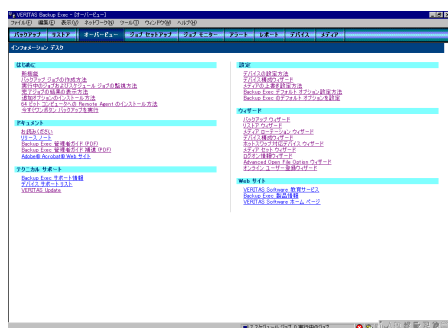 VERITAS Backup Exec - [オーバービュー]
ファイル(F) 編集(E) 表示(V) ネットワーク(N) ツール(T) ウィンドウ(W) ヘルプ(H)
バックアップ リストア オーバービュー ジョブ セットアップ ジョブ モニター アラート レポート デバイス メディア
インフォメーション デスク
はじめに
新機能
バックアップ ジョブの作成方法
実行中のジョブおよびスケジュール ジョブの監視方法
完了ジョブの結果の表示方法
追加オプションのインストール方法
64 ビット コンピュータへの Remote Agent のインストール方法
今すぐワンボタン バックアップを実行
ドキュメント
お読みください
リリース ノート
Backup Exec 管理者ガイド (PDF)
Backup Exec 管理者ガイド 補遺 (PDF)
Adobe® Acrobat® Web サイト
テクニカル サポート
Backup Exec サポート情報
デバイス サポート リスト
VERITAS Update
設定
デバイスの設定方法
デバイス構成ウィザード
メディアの上書き設定方法
Backup Exec デフォルト オプション設定方法
Backup Exec のデフォルト オプションを設定
ウィザード
バックアップ ウィザード
リストア ウィザード
メディア ローテーション ウィザード
デバイス構成ウィザード
ホットスワップ対応デバイス ウィザード
メディア セット ウィザード
ログオン情報ウィザード
Advanced Open File Option ウィザード
オンライン ユーザー登録ウィザード
Web サイト
VERITAS Software 教育サービス
Backup Exec 製品情報
VERITAS Software ホーム ページ